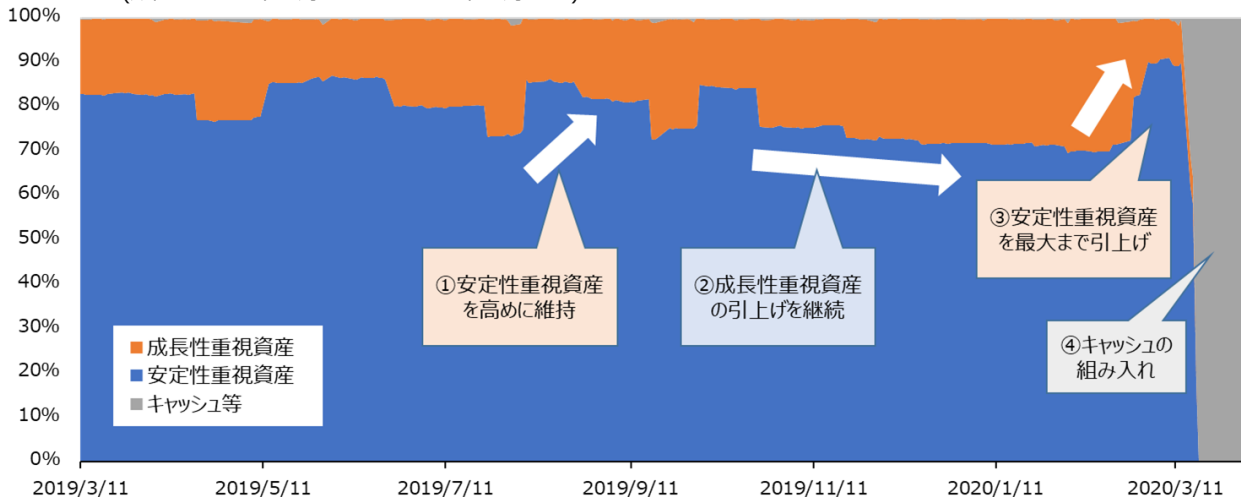 100%
90%
80%
70%
60%
50%
40%
30%
20%
10%
0%
①安定性重視資産
を高めに維持
②成長性重視資産
の引上げを継続
③安定性重視資産
を最大まで引上げ
④キャッシュの
組み入れ
成長性重視資産
安定性重視資産
キャッシュ等
2019/3/11
2019/5/11
2019/7/11
2019/9/11
2019/11/11
2020/1/11
2020/3/11